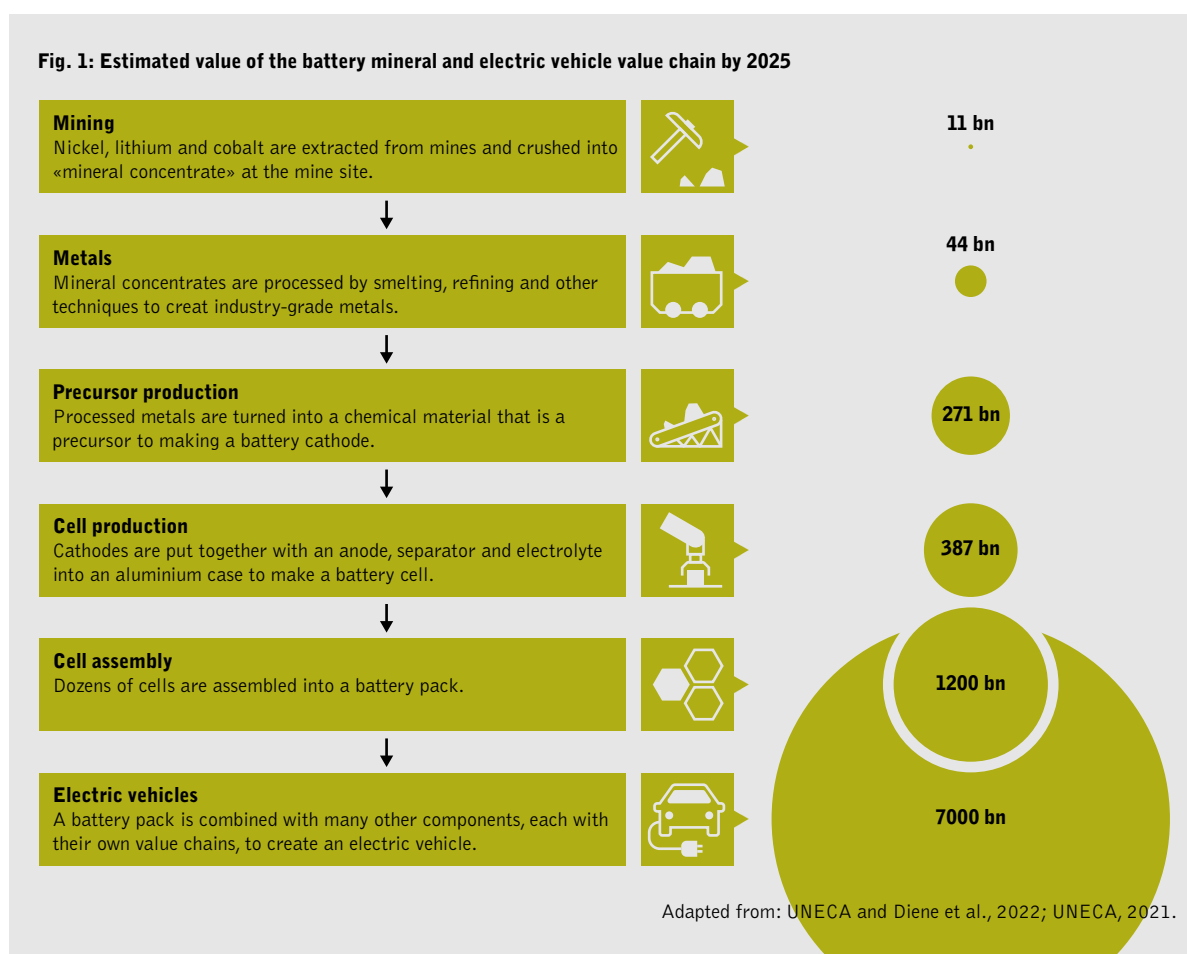 Fig. 1: Estimated value of the battery mineral and electric vehicle value chain by 2025
Mining
Nickel, lithium and cobalt are extracted from mines and crushed into
«mineral concentrate» at the mine site.
11 bn
Metals
Mineral concentrates are processed by smelting, refining and other
techniques to creat industry-grade metals.
44 bn
Precursor production
Processed metals are turned into a chemical material that is a
precursor to making a battery cathode.
271 bn
Cell production
Cathodes are put together with an anode, separator and electrolyte
into an aluminium case to make a battery cell.
387 bn
Cell assembly
Dozens of cells are assembled into a battery pack.
1200 bn
Electric vehicles
A battery pack is combined with many other components, each with
their own value chains, to create an electric vehicle.
7000 bn
Adapted from: UNECA and Diene et al., 2022; UNECA, 2021.